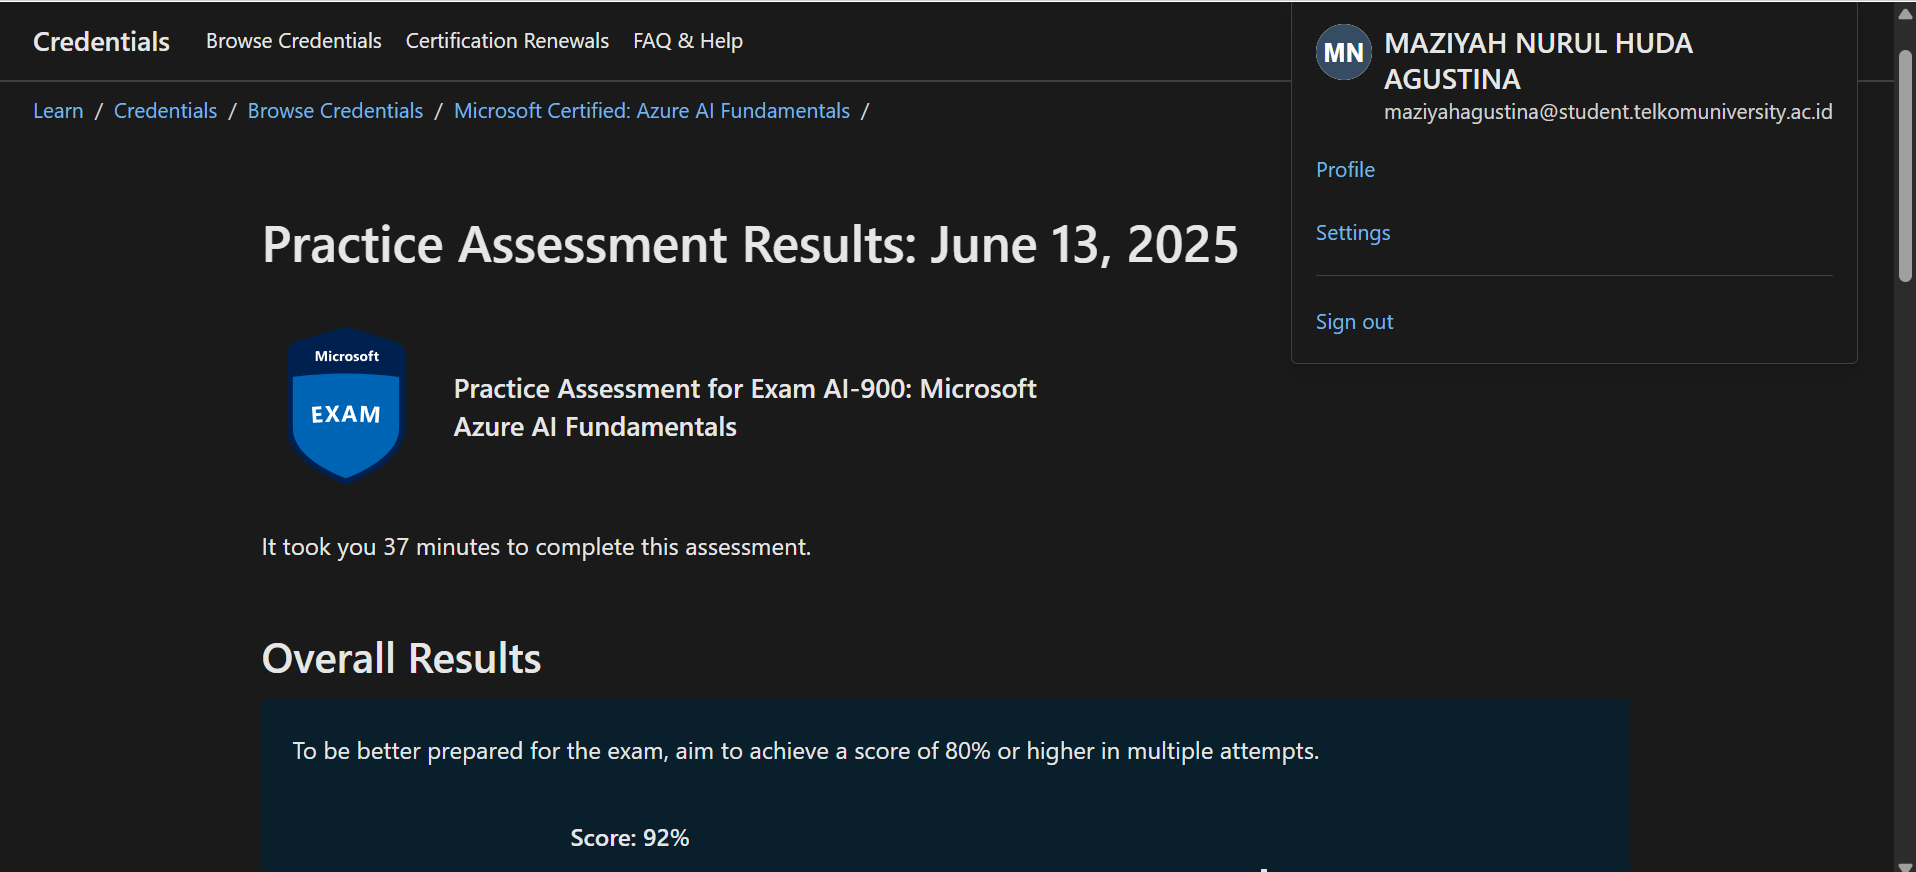 Credentials Browse Credentials Certification Renewals FAQ & Help
MN MAZIYAH NURUL HUDA
AGUSTINA
maziyahagustina@student.telkomuniversity.ac.id
Profile
Settings
Sign out
Learn / Credentials / Browse Credentials / Microsoft Certified: Azure AI Fundamentals /
Practice Assessment Results: June 13, 2025
Microsoft
EXAM
Practice Assessment for Exam AI-900: Microsoft
Azure AI Fundamentals
It took you 37 minutes to complete this assessment.
Overall Results
To be better prepared for the exam, aim to achieve a score of 80% or higher in multiple attempts.
Score: 92%